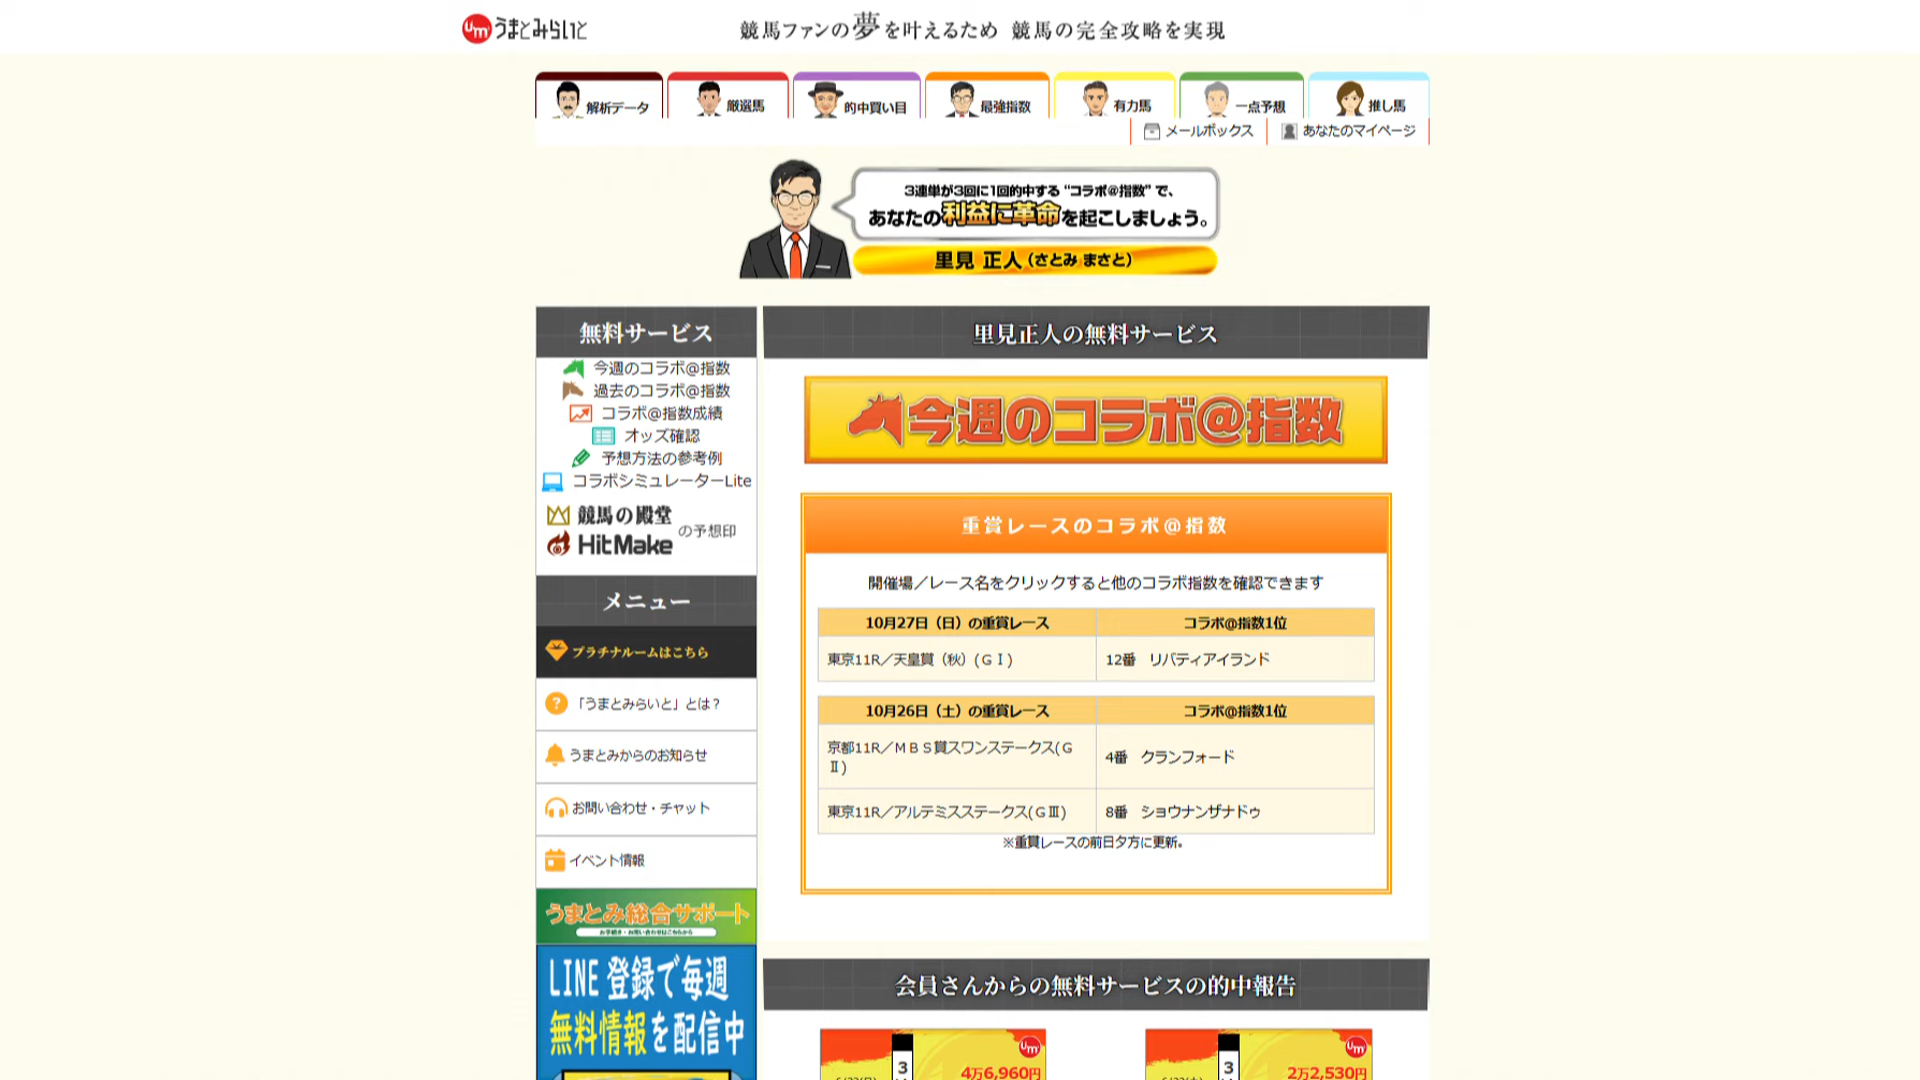 うまとみらいと
競馬ファンの夢を叶えるため 競馬の完全攻略を実現
解析データ
厳選馬
的中買い目
最強指数
有力馬
一点予想
推し馬
メールボックス
あなたのマイページ
3連単が3回に1回的中する“コラボ@指数”で、
あなたの利益に革命を起こしましょう。
里見 正人（さとみ まさと）
無料サービス
今週のコラボ@指数
過去のコラボ@指数
コラボ@指数成績
オッズ確認
予想方法の参考例
コラボシミュレーターLite
競馬の殿堂
HitMake
の予想印
メニュー
プラチナルームはこちら
「うまとみらいと」とは？
うまとみからのお知らせ
お問い合わせ・チャット
イベント情報
うまとみ総合サポート
お手続き・お問い合わせはこちらから
LINE 登録で毎週
無料情報を配信中
里見正人の無料サービス
今週のコラボ@指数
重賞レースのコラボ@指数
開催場／レース名をクリックすると他のコラボ指数を確認できます
10月27日（日）の重賞レース
コラボ@指数1位
東京11R／天皇賞（秋）(ＧⅠ)
12番　リバティアイランド
10月26日（土）の重賞レース
コラボ@指数1位
京都11R／ＭＢＳ賞スワンステークス(Ｇ
Ⅱ)
4番　クランフォード
東京11R／アルテミスステークス(ＧⅢ)
8番　ショウナンザナドゥ
※重賞レースの前日夕方に更新。
会員さんからの無料サービスの的中報告
3
um
4万6,960円
3
um
2万2,530円